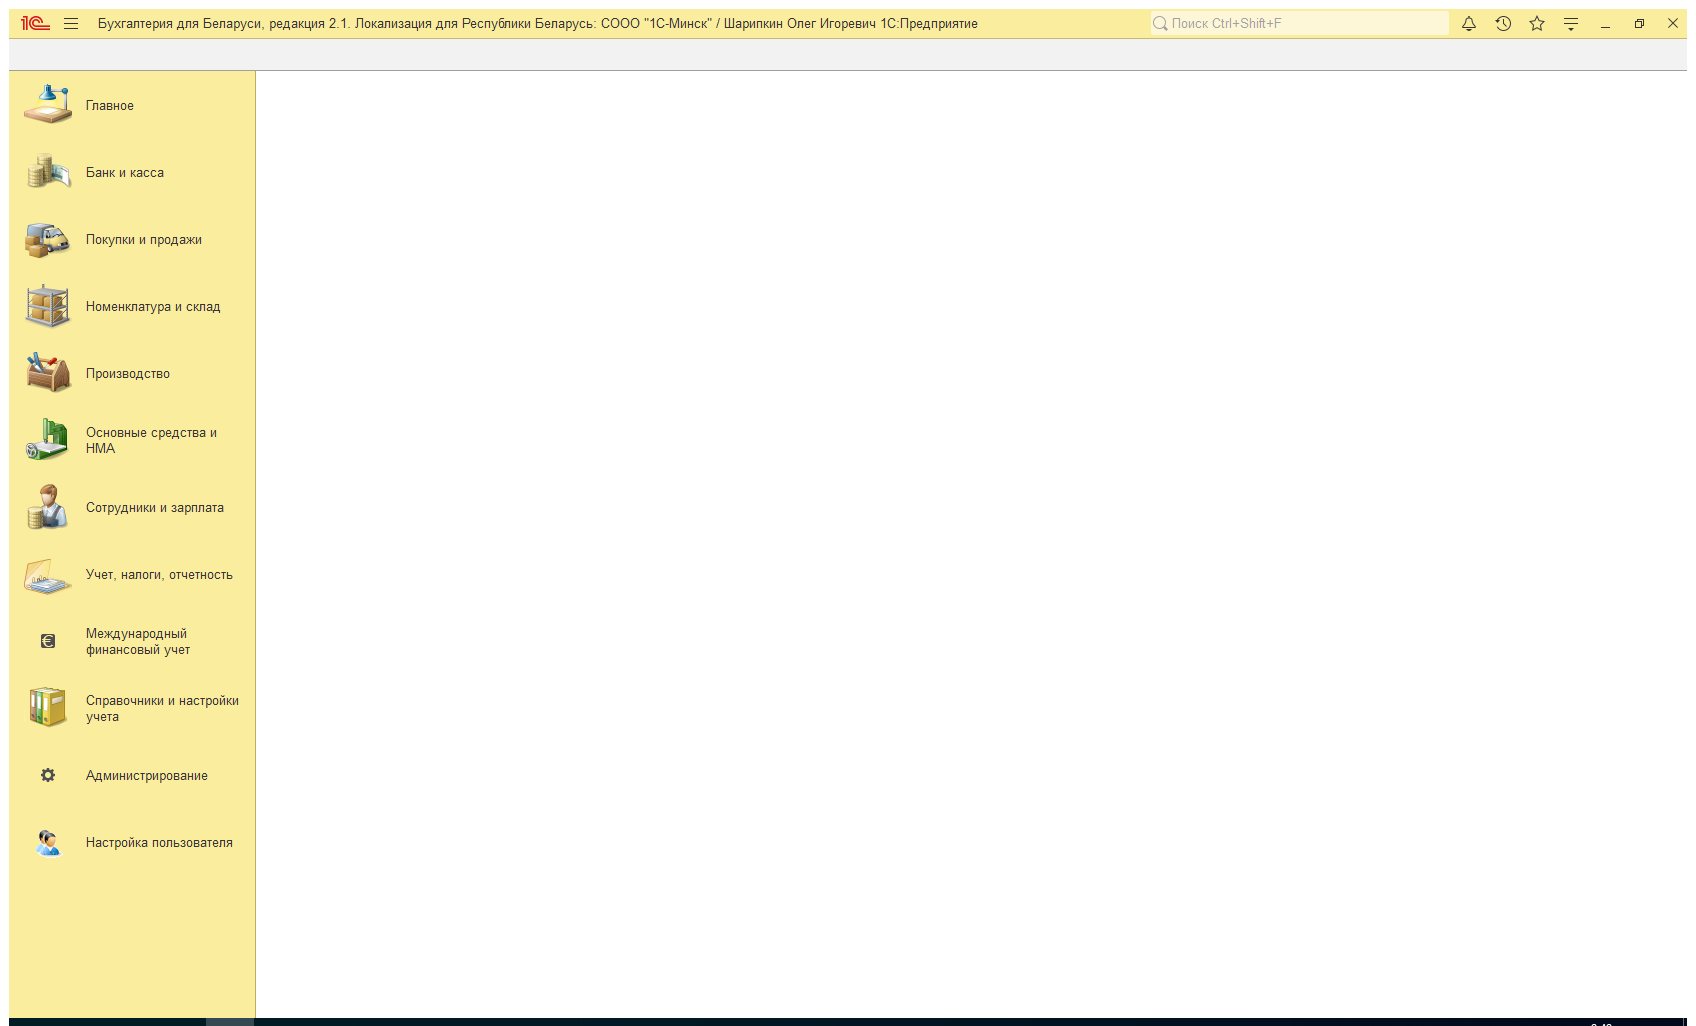 1С Бухгалтерия для Беларуси, редакция 2.1. Локализация для Республики Беларусь: СООО "1С-Минск" / Шарипкин Олег Игоревич 1С:Предприятие Поиск Ctrl+Shift+F
Главное
Банк и касса
Покупки и продажи
Номенклатура и склад
Производство
Основные средства и
НМА
Сотрудники и зарплата
Учет, налоги, отчетность
Международный
финансовый учет
Справочники и настройки
учета
Администрирование
Настройка пользователя